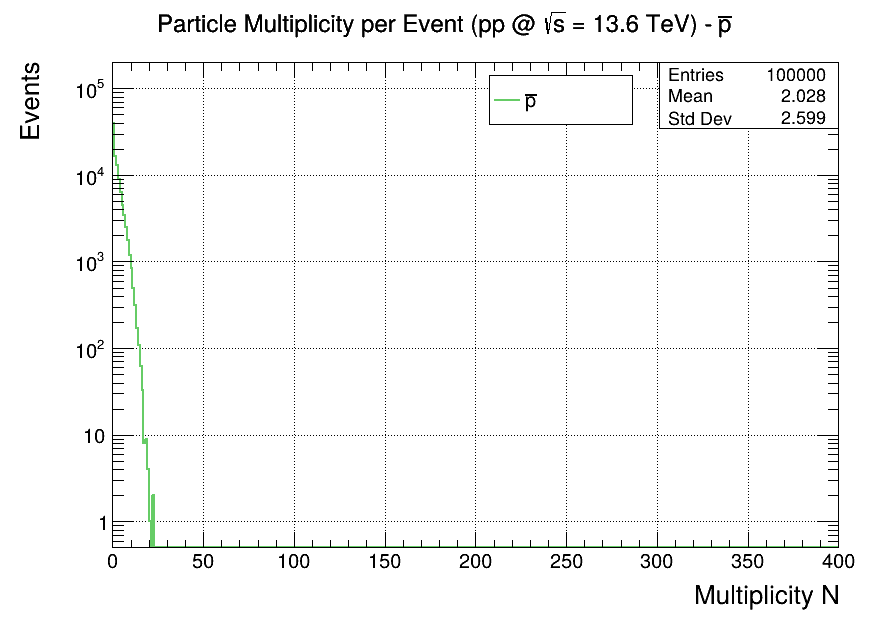 Particle Multiplicity per Event (pp @ √s = 13.6 TeV) - p̅
Events
Entries 100000
Mean 2.028
Std Dev 2.599
p̅
10⁵
10⁴
10³
10²
10
1
0 50 100 150 200 250 300 350 400
Multiplicity N